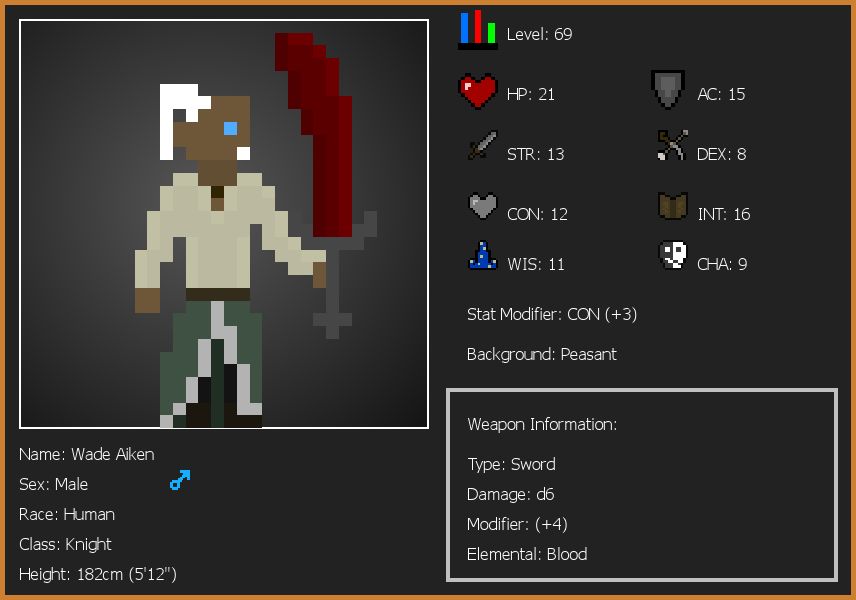 Level: 69
HP: 21
AC: 15
STR: 13
DEX: 8
CON: 12
INT: 16
WIS: 11
CHA: 9
Stat Modifier: CON (+3)
Background: Peasant
Weapon Information:
Type: Sword
Damage: d6
Modifier: (+4)
Elemental: Blood
Name: Wade Aiken
Sex: Male
Race: Human
Class: Knight
Height: 182cm (5'12")